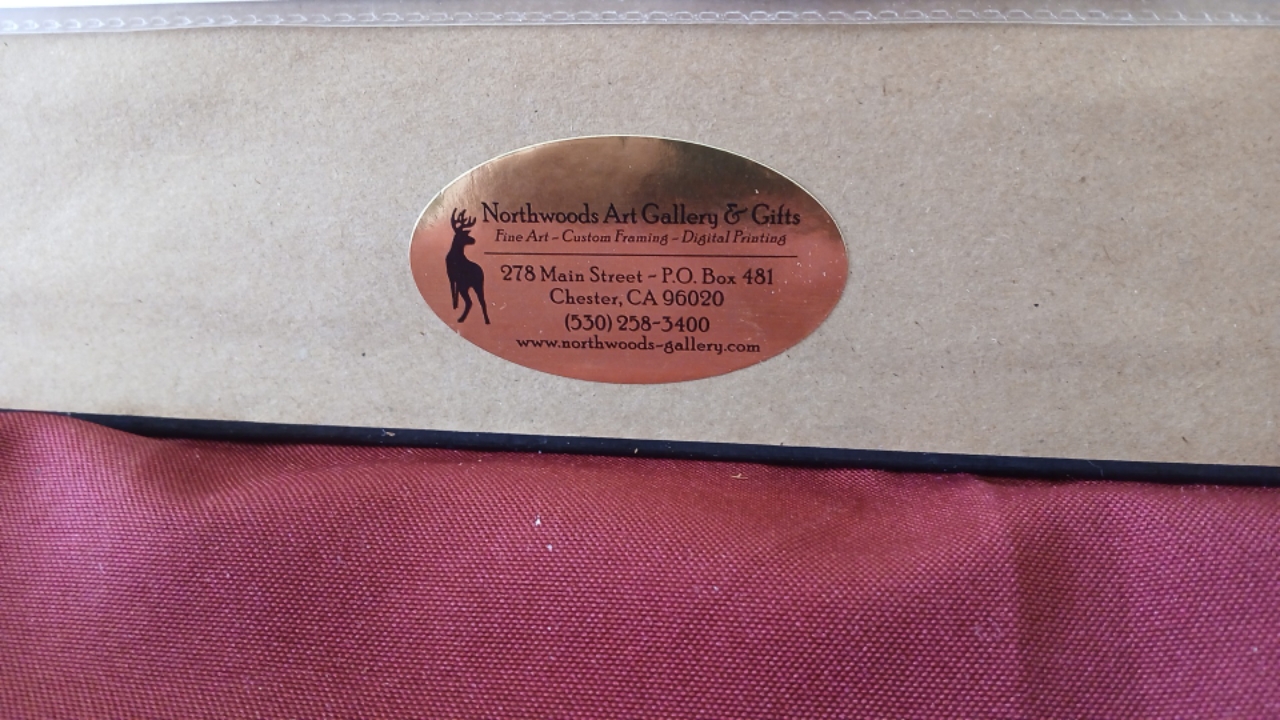 Northwoods Art Gallery & Gifts
Fine Art - Custom Framing - Digital Printing
278 Main Street - P.O. Box 481
Chester, CA 96020
(530) 258-3400
www.northwoods-gallery.com